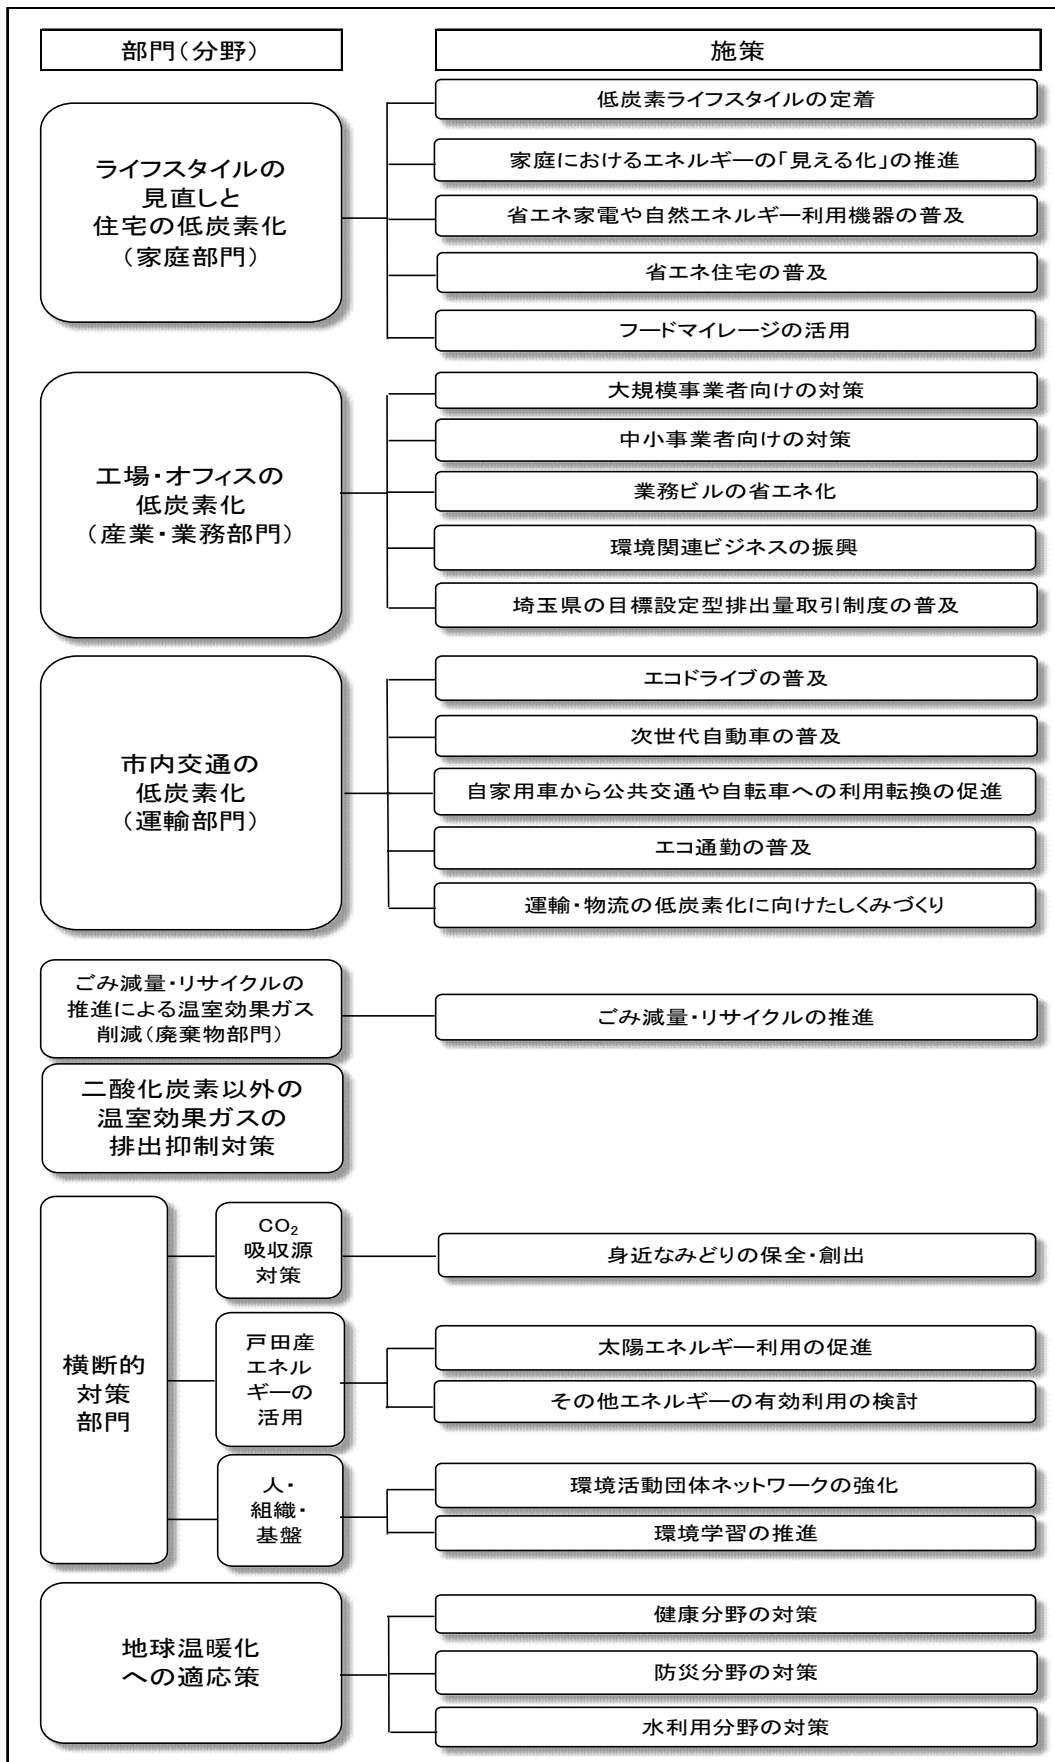 部門(分野)
施策
ライフスタイルの
見直しと
住宅の低炭素化
(家庭部門)
低炭素ライフスタイルの定着
家庭におけるエネルギーの「見える化」の推進
省エネ家電や自然エネルギー利用機器の普及
省エネ住宅の普及
フードマイレージの活用
工場・オフィスの
低炭素化
(産業・業務部門)
大規模事業者向けの対策
中小事業者向けの対策
業務ビルの省エネ化
環境関連ビジネスの振興
埼玉県の目標設定型排出量取引制度の普及
市内交通の
低炭素化
(運輸部門)
エコドライブの普及
次世代自動車の普及
自家用車から公共交通や自転車への利用転換の促進
エコ通勤の普及
運輸・物流の低炭素化に向けたしくみづくり
ごみ減量・リサイクルの
推進による温室効果ガス
削減(廃棄物部門)
ごみ減量・リサイクルの推進
二酸化炭素以外の
温室効果ガスの
排出抑制対策
横断的
対策
部門
CO₂
吸収源
対策
身近なみどりの保全・創出
戸田産
エネル
ギーの
活用
太陽エネルギー利用の促進
その他エネルギーの有効利用の検討
人・
組織・
基盤
環境活動団体ネットワークの強化
環境学習の推進
地球温暖化
への適応策
健康分野の対策
防災分野の対策
水利用分野の対策